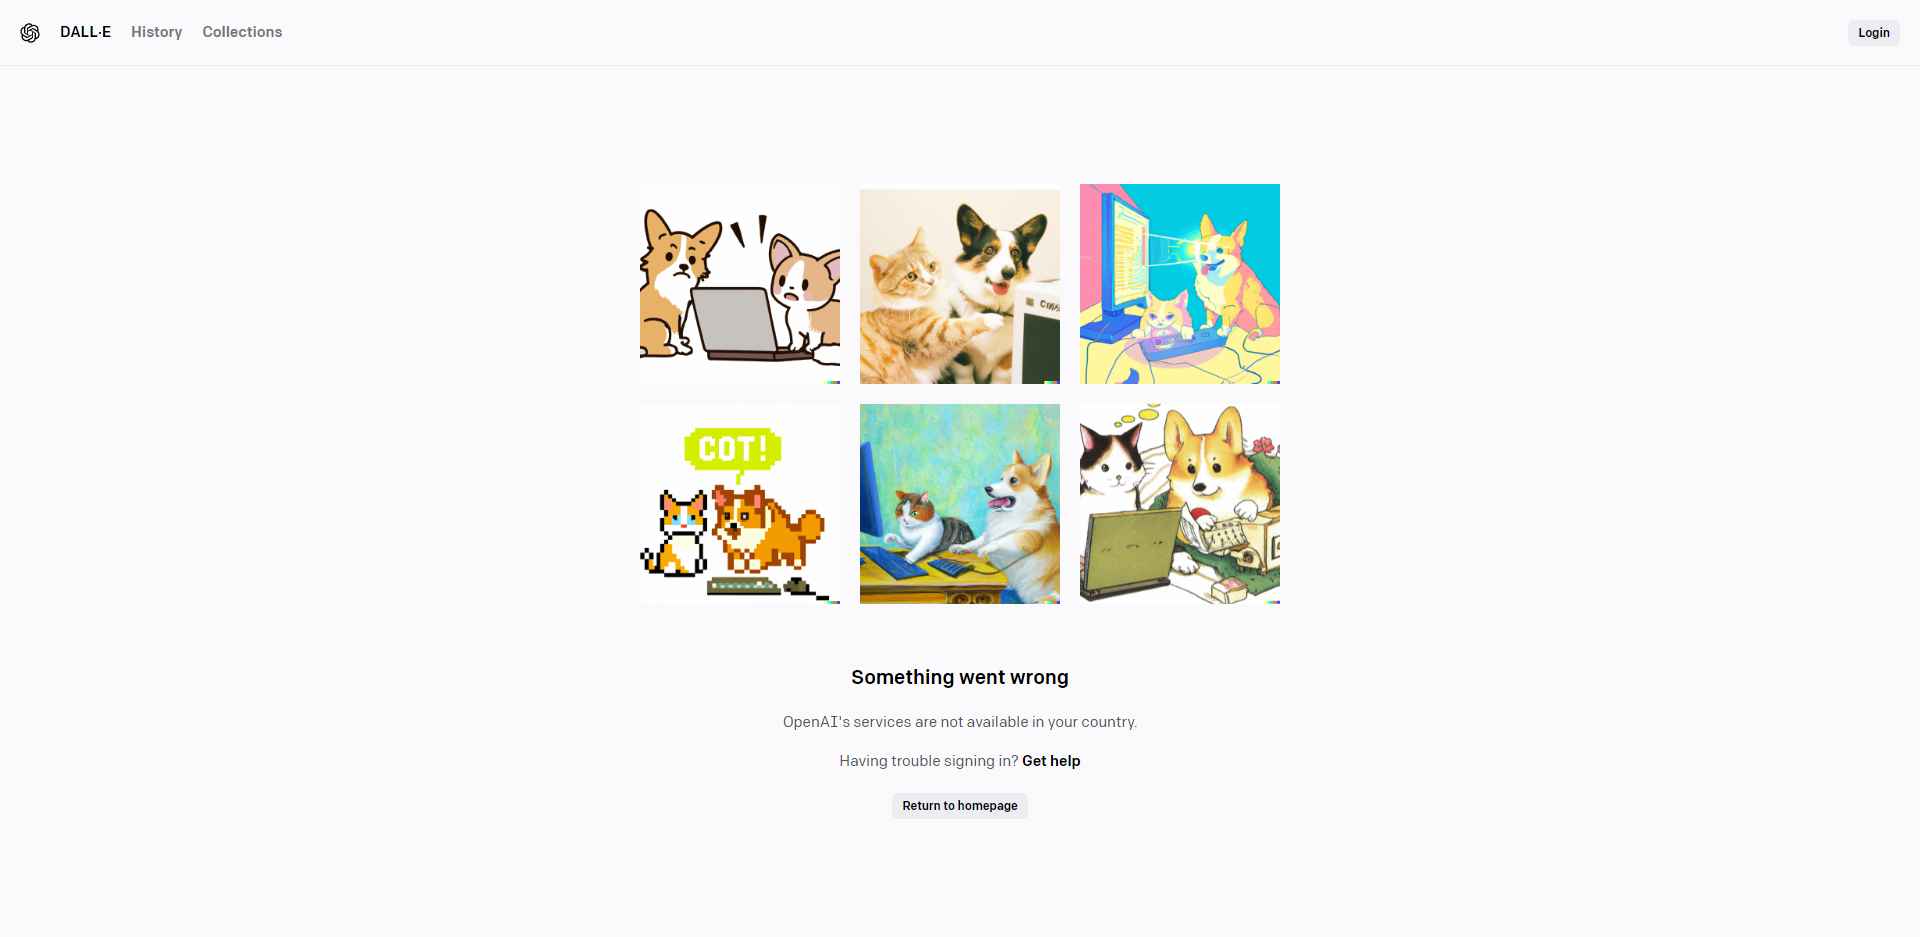 DALL·E History Collections Login
COT!
Something went wrong
OpenAI's services are not available in your country.
Having trouble signing in? Get help
Return to homepage